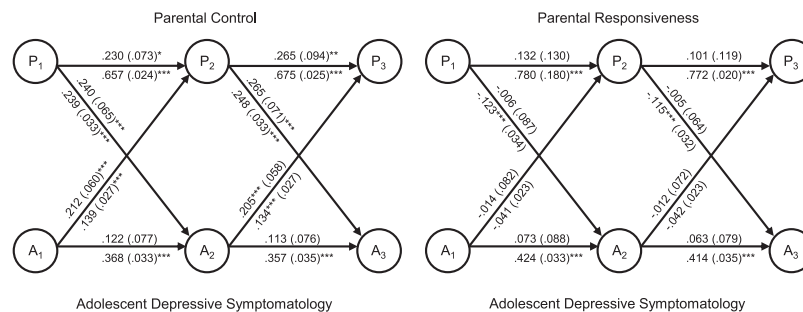 Parental Control
P1
.230 (.073)*
.657 (.024)***
P2
.265 (.094)**
.675 (.025)***
P3
.240 (.065)***
.239 (.033)***
.265 (.071)***
.248 (.033)***
.212 (.060)***
.139 (.027)***
.205*** (.058)
.134*** (.027)
A1
.122 (.077)
.368 (.033)***
A2
.113 (.076)
.357 (.035)***
A3
Adolescent Depressive Symptomatology
Parental Responsiveness
P1
.132 (.130)
.780 (.180)***
P2
.101 (.119)
.772 (.020)***
P3
-.006 (.087)
-.123*** (.034)
-.005 (.064)
-.115*** (.032)
-.014 (.082)
-.041 (.023)
-.012 (.072)
-.042 (.023)
A1
.073 (.088)
.424 (.033)***
A2
.063 (.079)
.414 (.035)***
A3
Adolescent Depressive Symptomatology